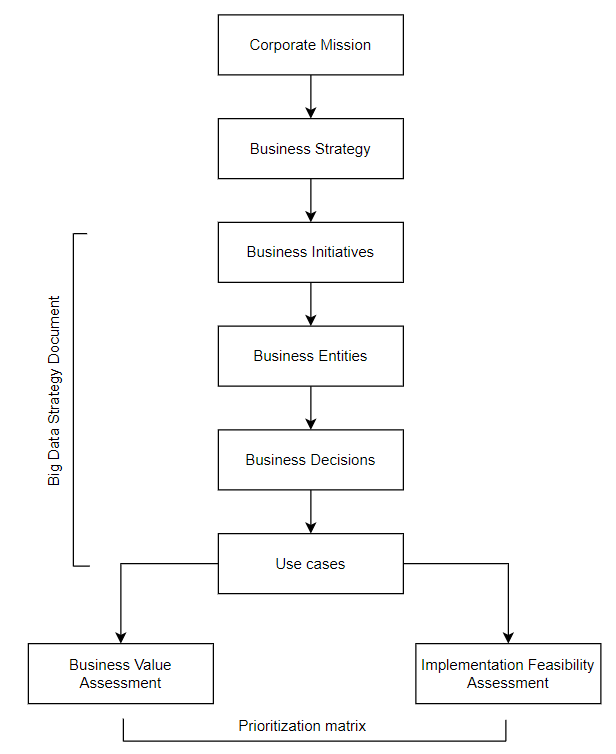 Corporate Mission
Business Strategy
Business Initiatives
Big Data Strategy Document
Business Entities
Business Decisions
Use cases
Business Value
Assessment
Implementation Feasibility
Assessment
Prioritization matrix